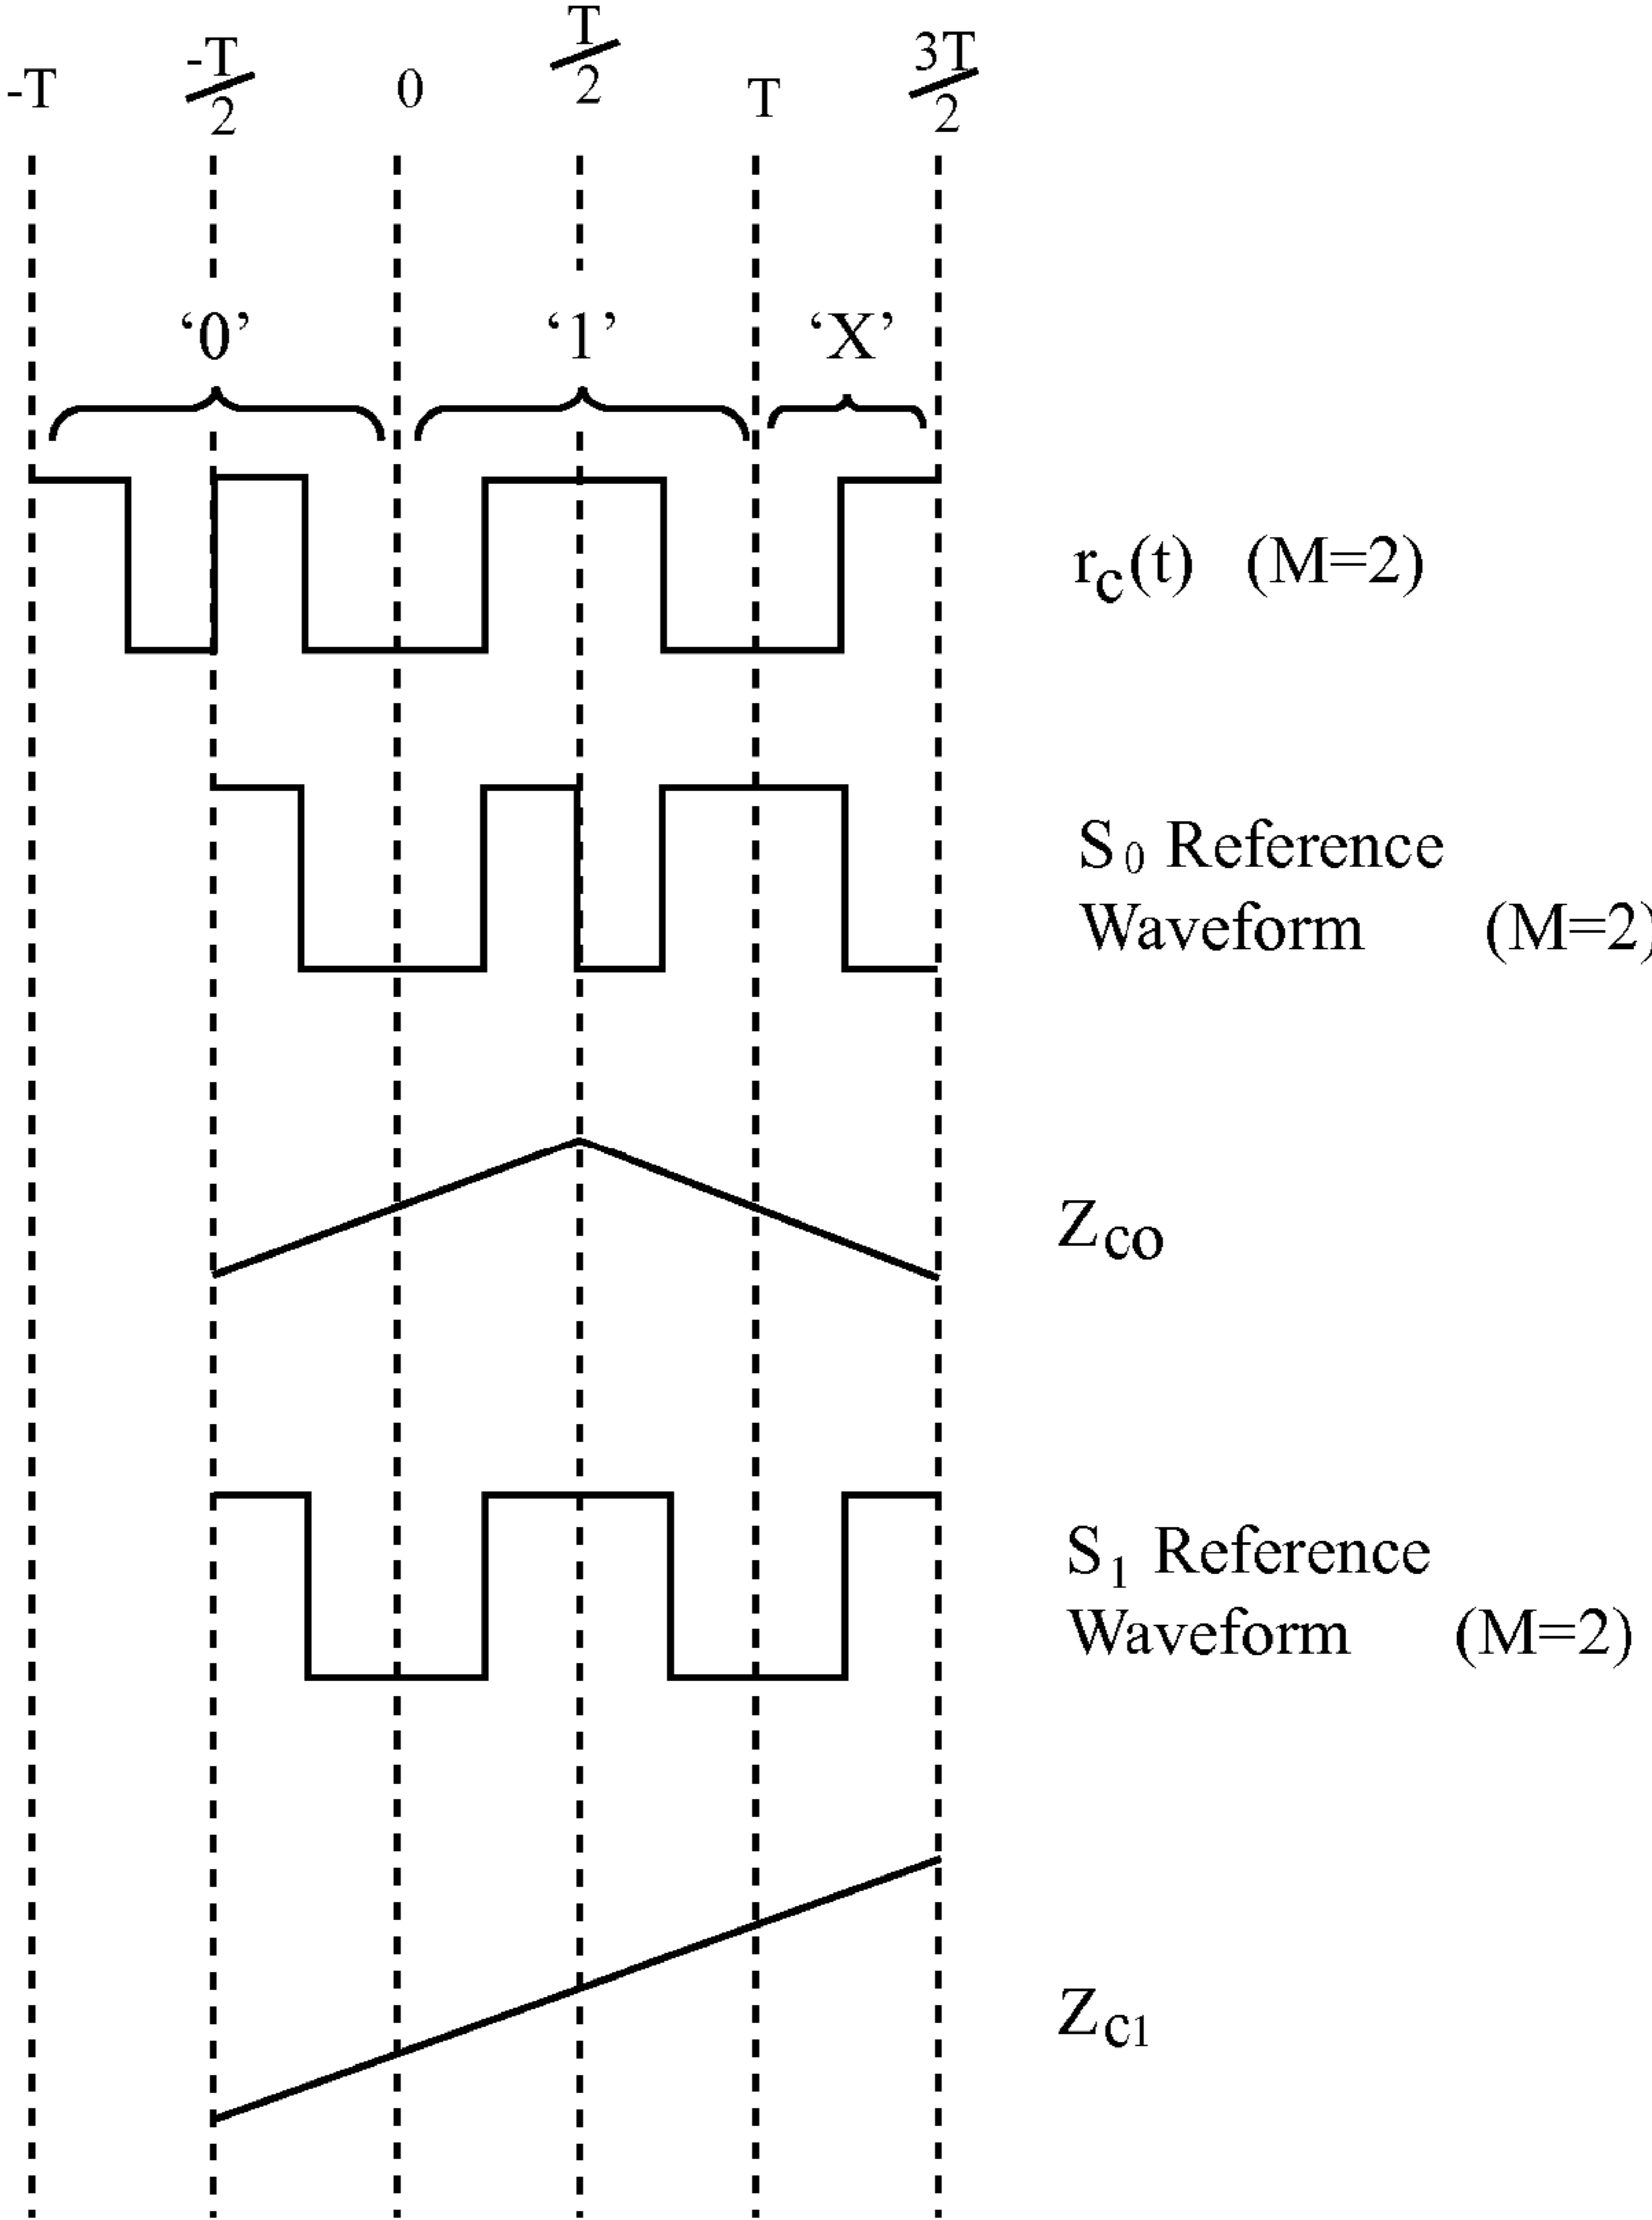 -T
-T/2
0
T/2
T
3T/2
‘0’
‘1’
‘X’
rc(t) (M=2)
S0 Reference
Waveform (M=2)
Zco
S1 Reference
Waveform (M=2)
Zc1